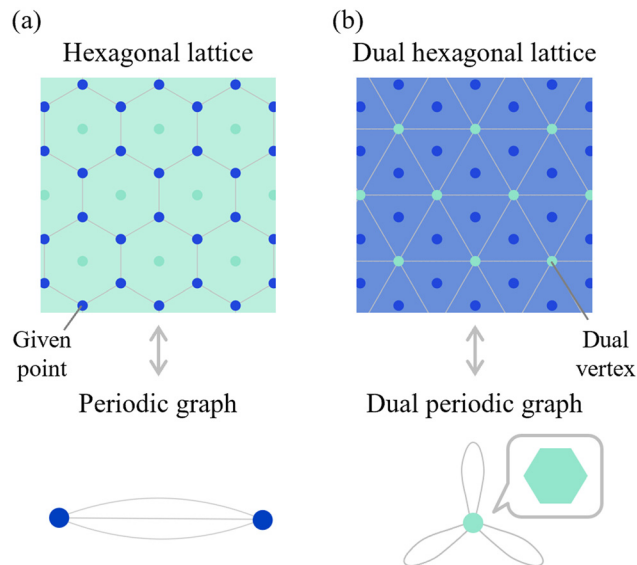 (a)
Hexagonal lattice
Given
point
Periodic graph
(b)
Dual hexagonal lattice
Dual
vertex
Dual periodic graph